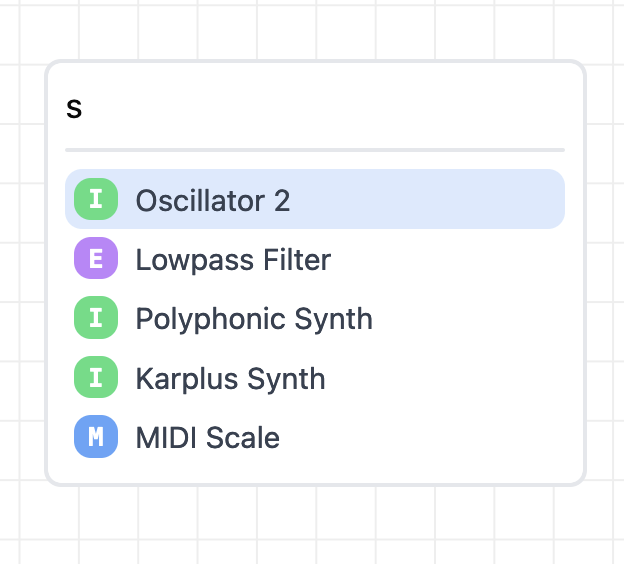 s
I Oscillator 2
E Lowpass Filter
I Polyphonic Synth
I Karplus Synth
M MIDI Scale